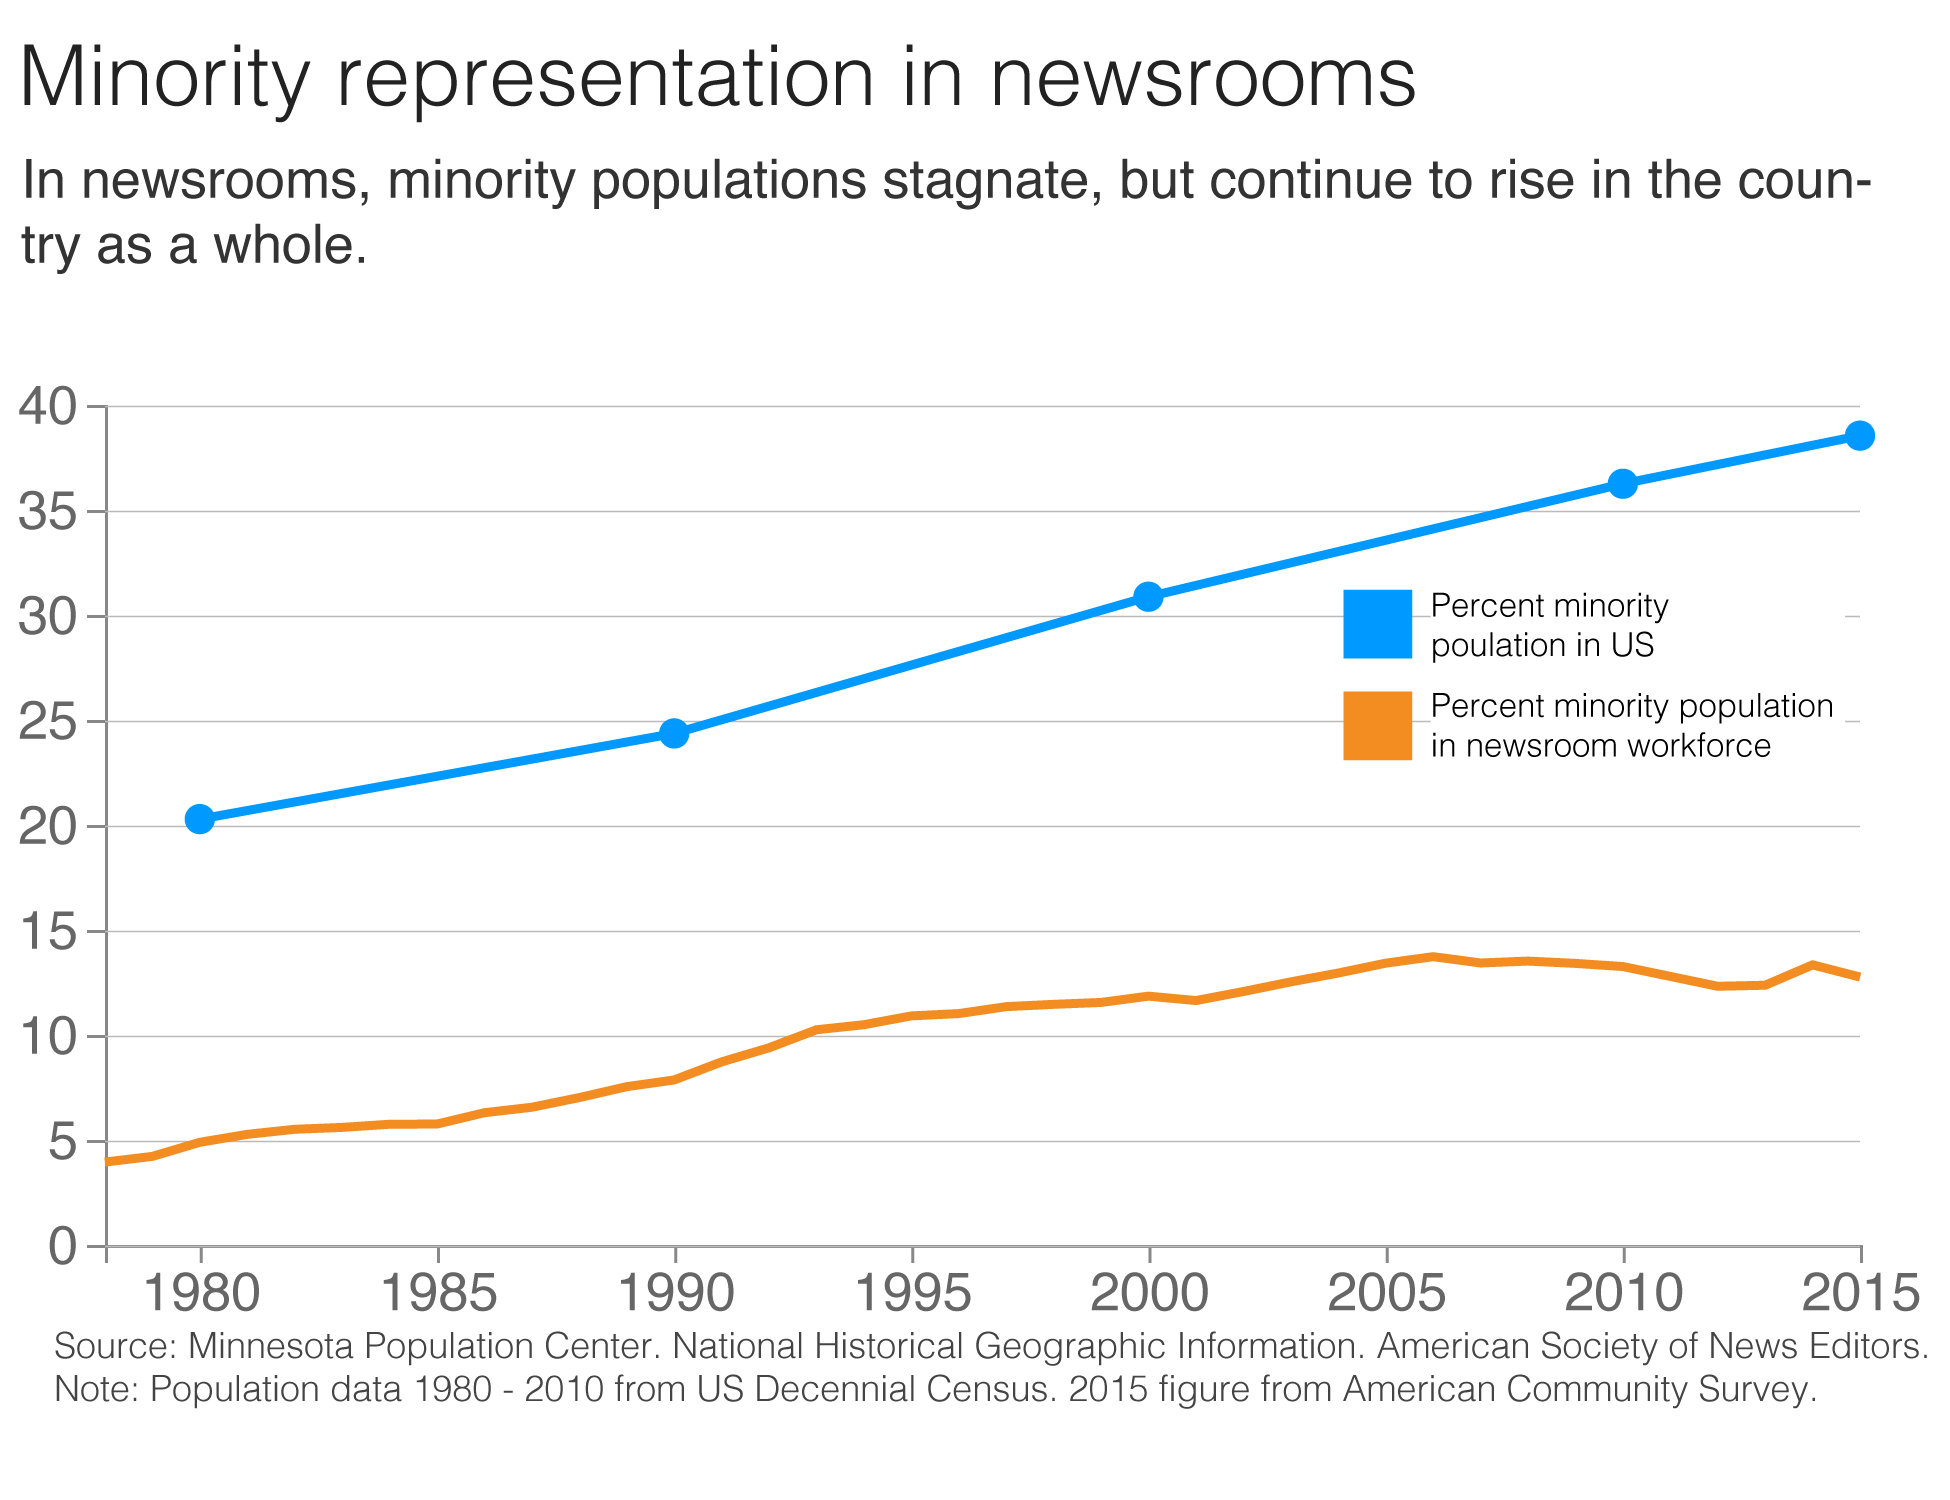 Minority representation in newsrooms
In newsrooms, minority populations stagnate, but continue to rise in the coun-
try as a whole.
40
35
30
25
20
15
10
5
0
Percent minority
poulation in US
Percent minority population
in newsroom workforce
1980 1985 1990 1995 2000 2005 2010 2015
Source: Minnesota Population Center. National Historical Geographic Information. American Society of News Editors.
Note: Population data 1980 - 2010 from US Decennial Census. 2015 figure from American Community Survey.